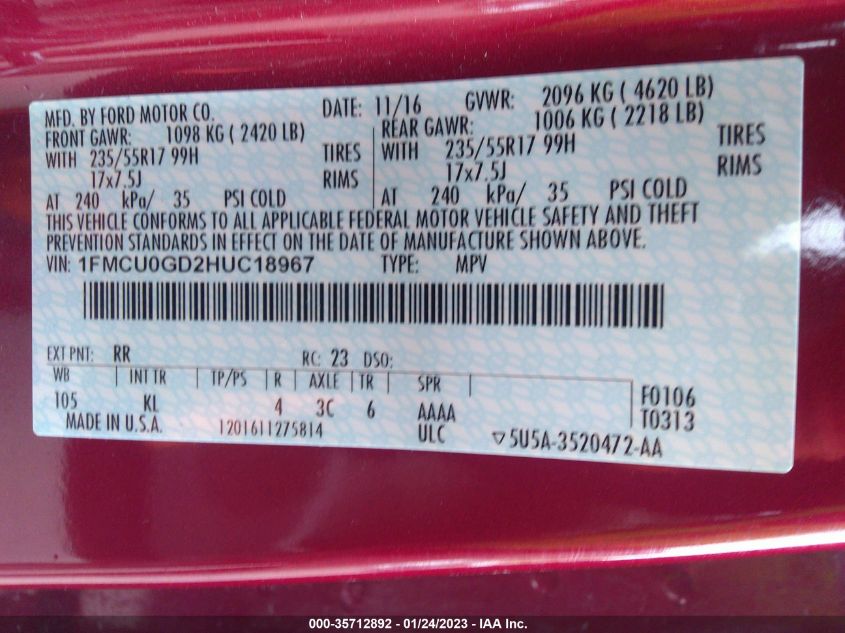 MFD. BY FORD MOTOR CO. DATE: 11/16 GVWR: 2096 KG ( 4620 LB)
FRONT GAWR: 1098 KG ( 2420 LB) REAR GAWR: 1006 KG ( 2218 LB)
WITH 235/55R17 99H TIRES WITH 235/55R17 99H TIRES
17x7.5J RIMS 17x7.5J RIMS
AT 240 kPa/ 35 PSI COLD AT 240 kPa/ 35 PSI COLD
THIS VEHICLE CONFORMS TO ALL APPLICABLE FEDERAL MOTOR VEHICLE SAFETY AND THEFT
PREVENTION STANDARDS IN EFFECT ON THE DATE OF MANUFACTURE SHOWN ABOVE.
VIN: 1FMCU0GD2HUC18967 TYPE: MPV
EXT PNT: RR RC: 23 DSO:
WB INT TR TP/PS R AXLE TR SPR F0106
105 KL 4 3C 6 AAAA T0313
MADE IN U.S.A. 1201611275814 ULC ▽5U5A-3520472-AA
000-35712892 - 01/24/2023 - IAA Inc.